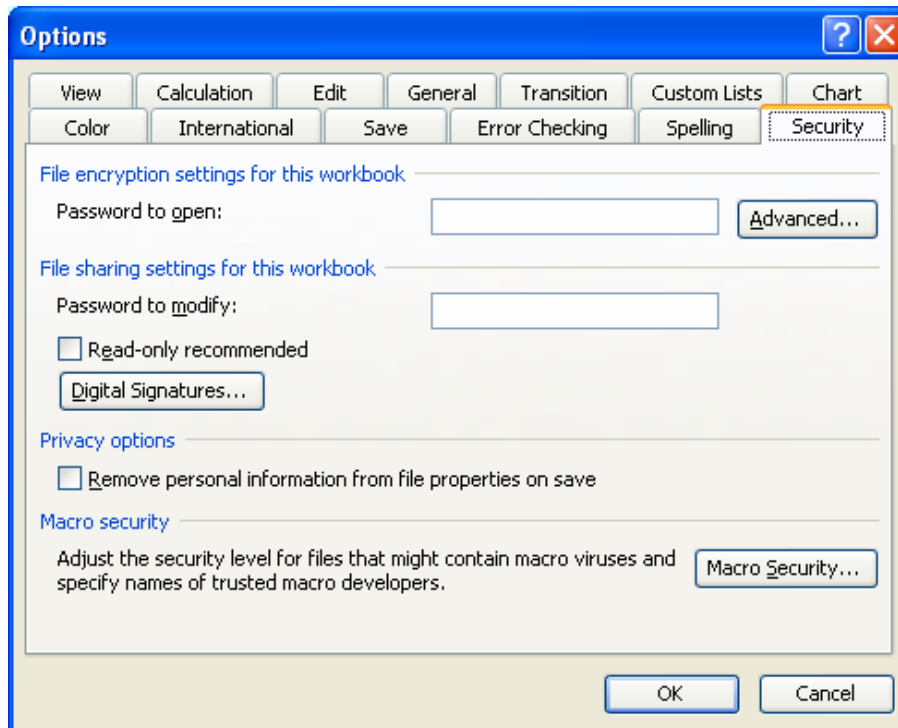 Options
View Calculation Edit General Transition Custom Lists Chart
Color International Save Error Checking Spelling Security
File encryption settings for this workbook
Password to open:
Advanced...
File sharing settings for this workbook
Password to modify:
Read-only recommended
Digital Signatures...
Privacy options
Remove personal information from file properties on save
Macro security
Adjust the security level for files that might contain macro viruses and
specify names of trusted macro developers.
Macro Security...
OK Cancel